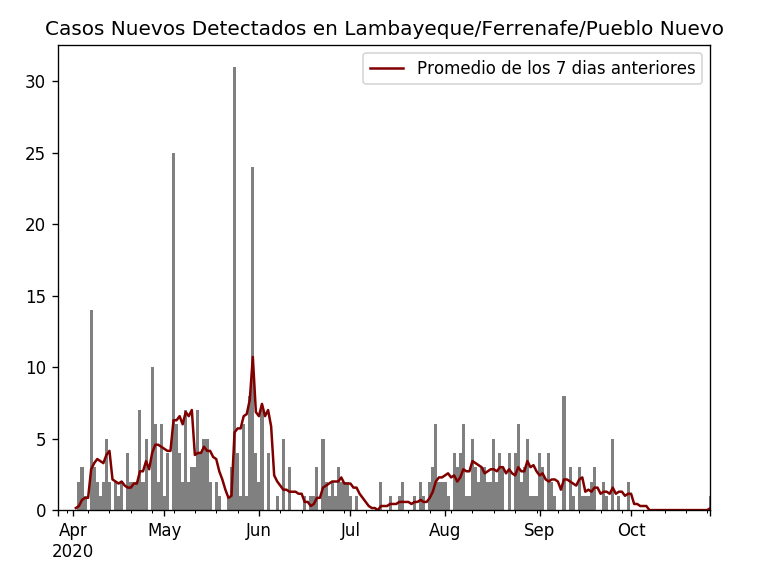 Casos Nuevos Detectados en Lambayeque/Ferrenafe/Pueblo Nuevo
Promedio de los 7 dias anteriores
30
25
20
15
10
5
0
Apr May Jun Jul Aug Sep Oct
2020